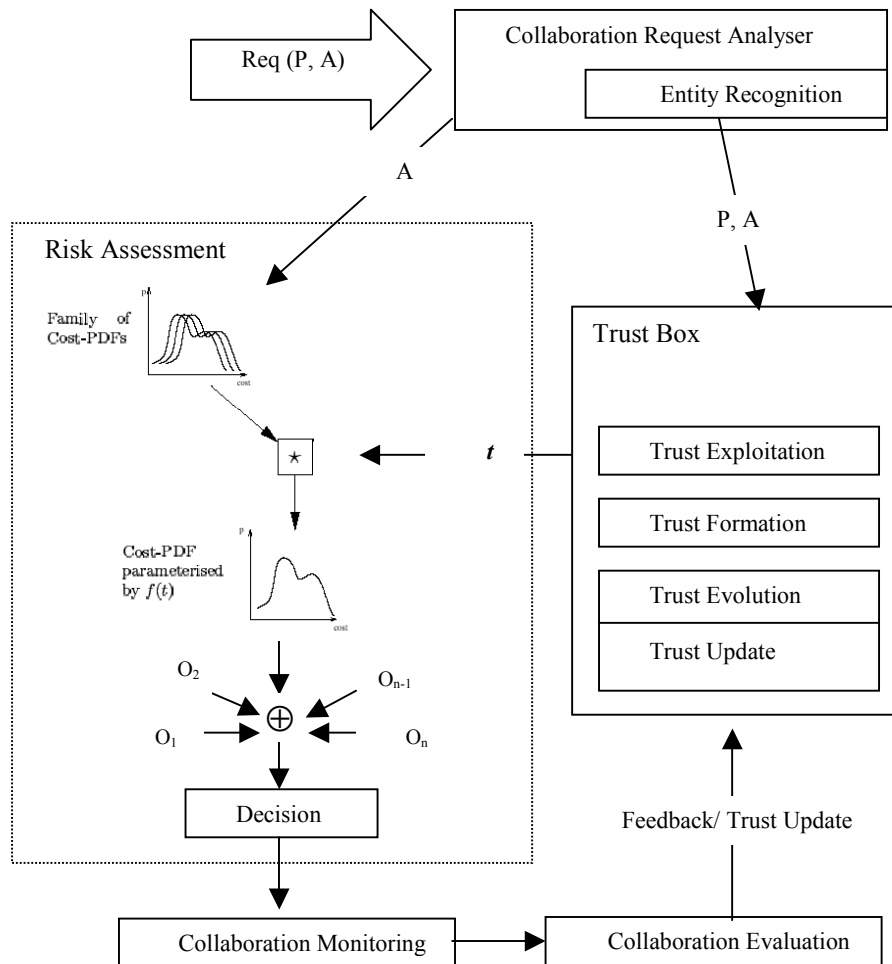 Collaboration Request Analyser
Req (P, A)
Entity Recognition
A
P, A
Risk Assessment
p
Family of
Cost-PDFs
cost
Trust Box
⋆
t
Trust Exploitation
Trust Formation
p
Cost-PDF
parameterised
by f(t)
cost
Trust Evolution
Trust Update
O2
On-1
O1
⊕
On
Decision
Feedback/ Trust Update
Collaboration Monitoring
Collaboration Evaluation